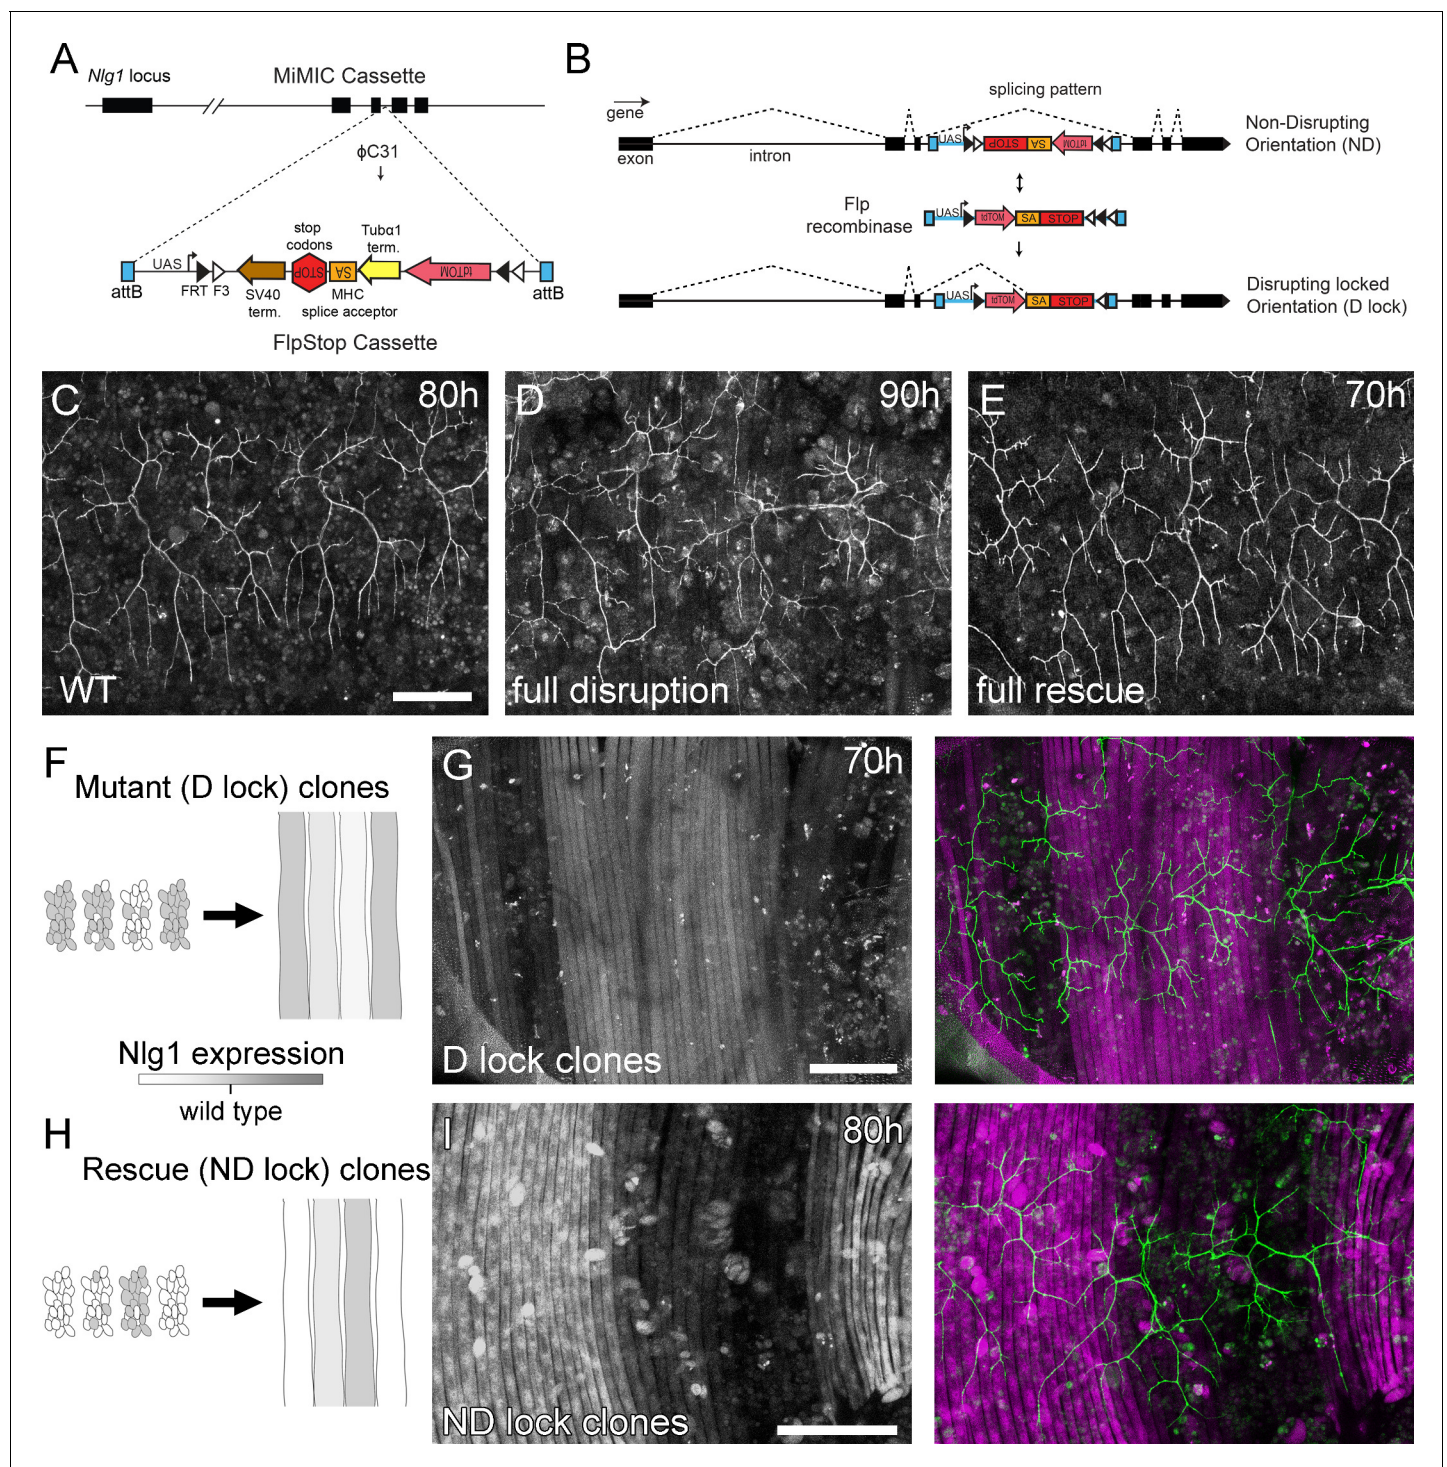 A
Nlg1 locus
MiMIC Cassette
ϕC31
stop
codons
Tubα1
term.
UAS
STOP
SA
tdTOM
attB
FRT F3
SV40
term.
MHC
splice acceptor
attB
FlpStop Cassette
B
gene
splicing pattern
exon
intron
UAS
STOP
SA
tdTOM
Non-Disrupting
Orientation (ND)
Flp
recombinase
UAS
tdTOM
SA
STOP
UAS
tdTOM
SA
STOP
Disrupting locked
Orientation (D lock)
C
80h
WT
D
90h
full disruption
E
70h
full rescue
F
Mutant (D lock) clones
Nlg1 expression
wild type
G
70h
D lock clones
H
Rescue (ND lock) clones
I
80h
ND lock clones